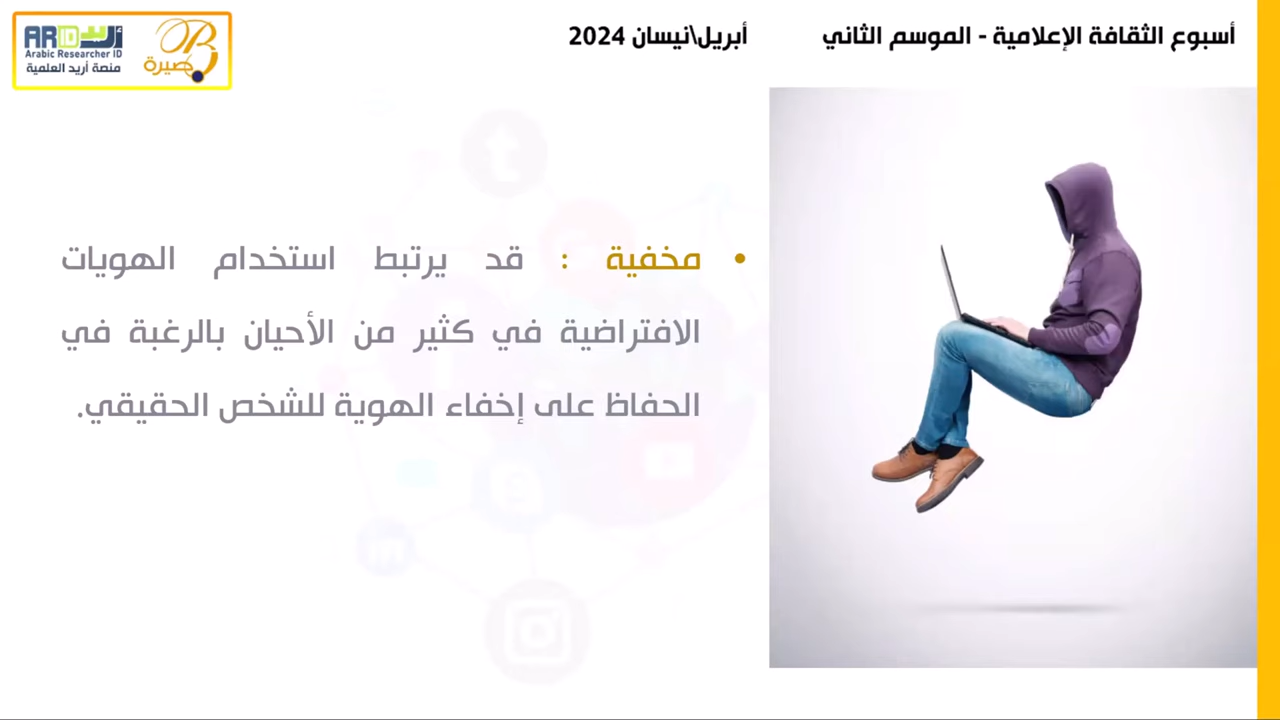 أسبوع الثقافة الإعلامية - الموسم الثاني أبريل\نيسان 2024
ARID أريد
Arabic Researcher ID
منصة أريد العلمية
بصيرة
• مخفية : قد يرتبط استخدام الهويات
الافتراضية في كثير من الأحيان بالرغبة في
الحفاظ على إخفاء الهوية للشخص الحقيقي.